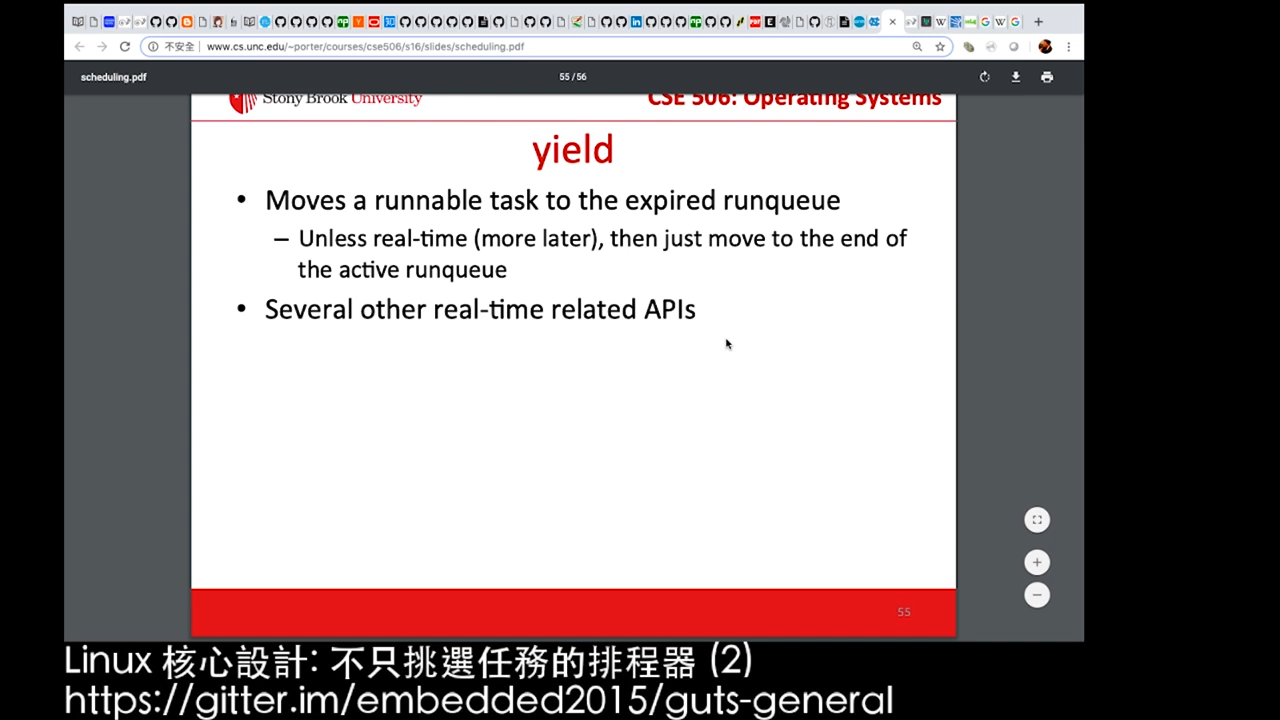 不安全 www.cs.unc.edu/~porter/courses/cse506/s16/slides/scheduling.pdf
scheduling.pdf
55 / 56
Stony Brook University
CSE 506: Operating Systems
yield
• Moves a runnable task to the expired runqueue
– Unless real-time (more later), then just move to the end of
the active runqueue
• Several other real-time related APIs
55
Linux 核心設計: 不只挑選任務的排程器 (2)
https://gitter.im/embedded2015/guts-general